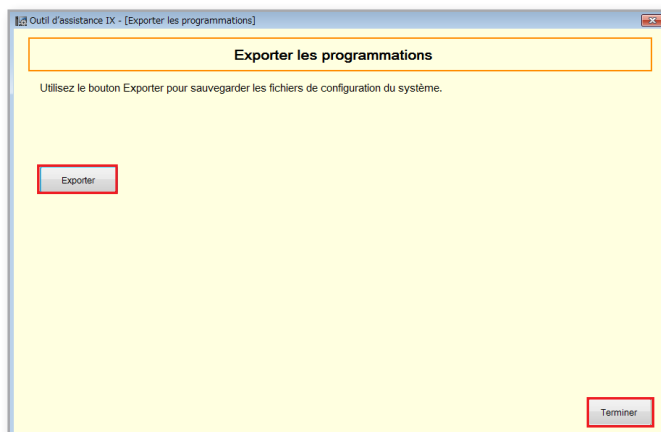 Outil d'assistance IX - [Exporter les programmations]
Exporter les programmations
Utilisez le bouton Exporter pour sauvegarder les fichiers de configuration du système.
Exporter
Terminer